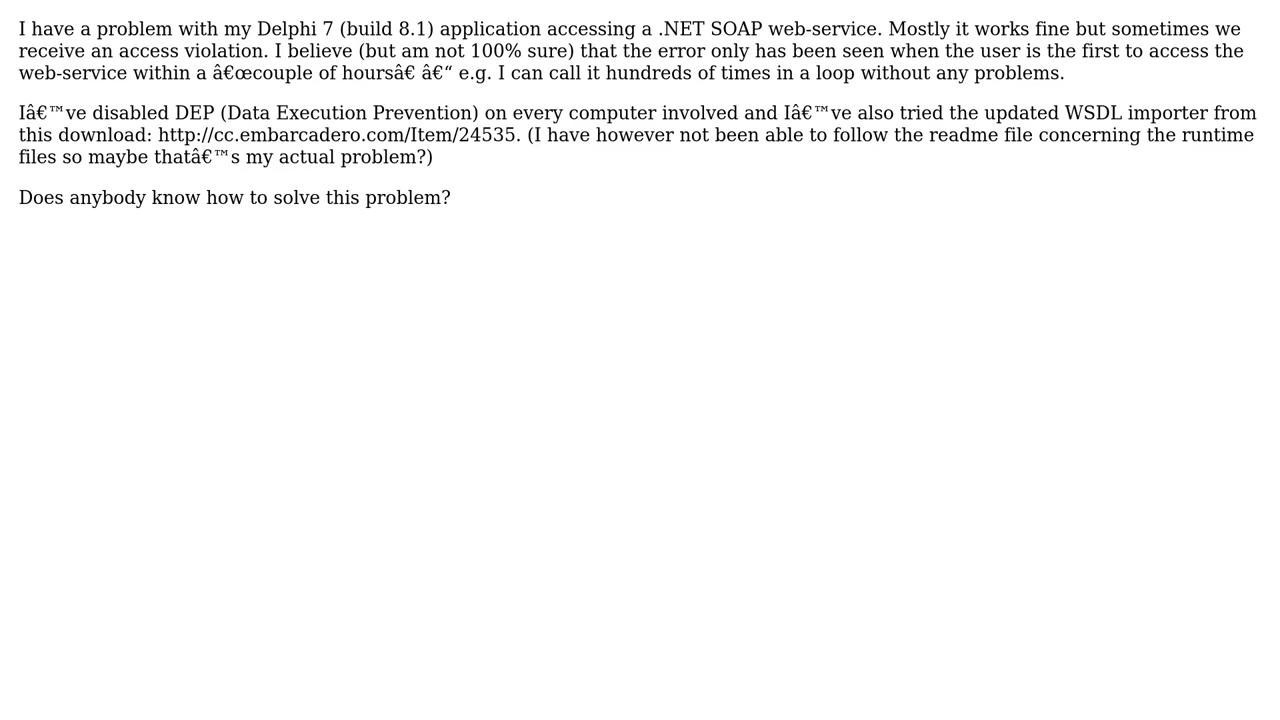 I have a problem with my Delphi 7 (build 8.1) application accessing a .NET SOAP web-service. Mostly it works fine but sometimes we
receive an access violation. I believe (but am not 100% sure) that the error only has been seen when the user is the first to access the
web-service within a â€œcouple of hoursâ€ â€“ e.g. I can call it hundreds of times in a loop without any problems.
Iâ€™ve disabled DEP (Data Execution Prevention) on every computer involved and Iâ€™ve also tried the updated WSDL importer from
this download: http://cc.embarcadero.com/Item/24535. (I have however not been able to follow the readme file concerning the runtime
files so maybe thatâ€™s my actual problem?)
Does anybody know how to solve this problem?